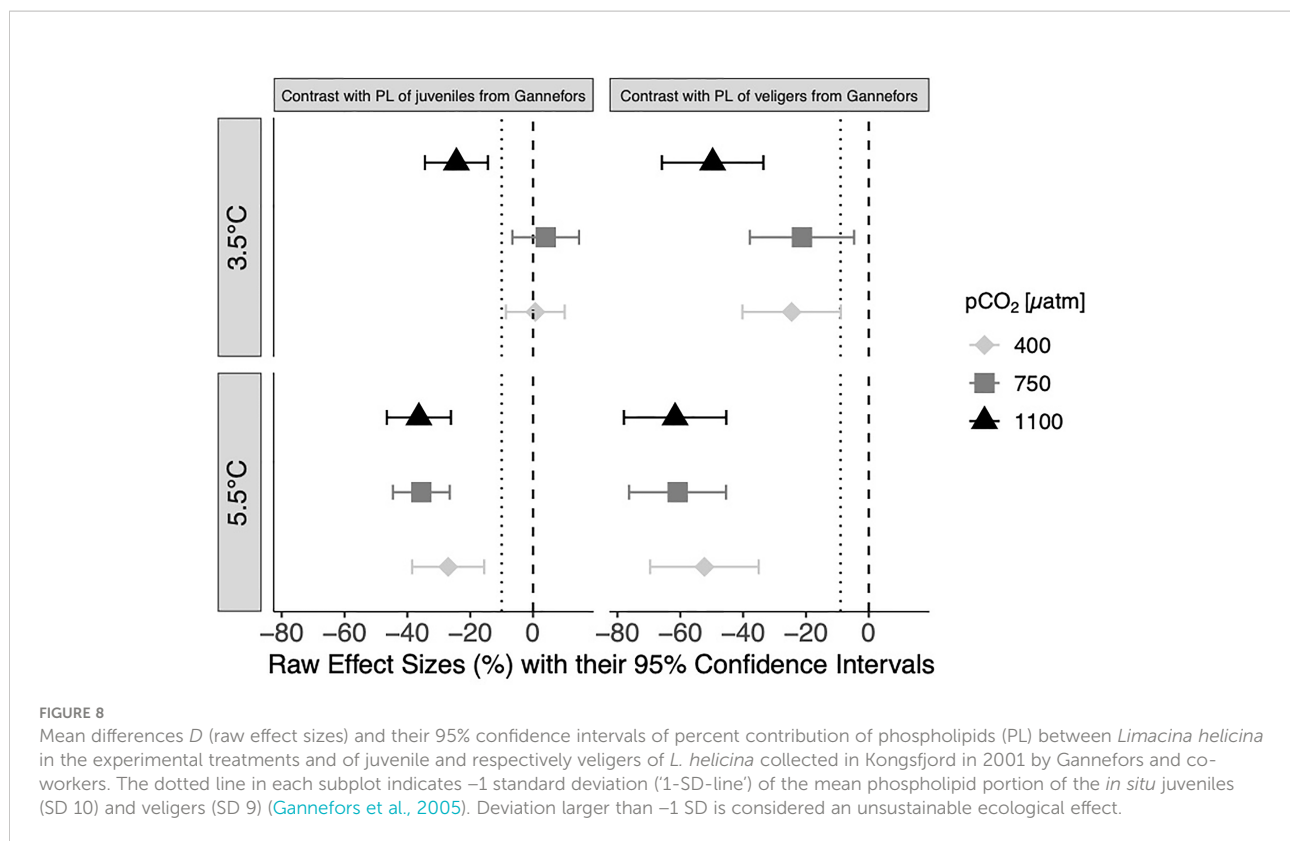 Contrast with PL of juveniles from Gannefors
Contrast with PL of veligers from Gannefors
3.5°C
5.5°C
pCO₂ [µatm]
400
750
1100
−80 −60 −40 −20 0 −80 −60 −40 −20 0
Raw Effect Sizes (%) with their 95% Confidence Intervals
FIGURE 8
Mean differences D (raw effect sizes) and their 95% confidence intervals of percent contribution of phospholipids (PL) between Limacina helicina
in the experimental treatments and of juvenile and respectively veligers of L. helicina collected in Kongsfjord in 2001 by Gannefors and co-
workers. The dotted line in each subplot indicates –1 standard deviation (‘1-SD-line’) of the mean phospholipid portion of the in situ juveniles
(SD 10) and veligers (SD 9) (Gannefors et al., 2005). Deviation larger than –1 SD is considered an unsustainable ecological effect.